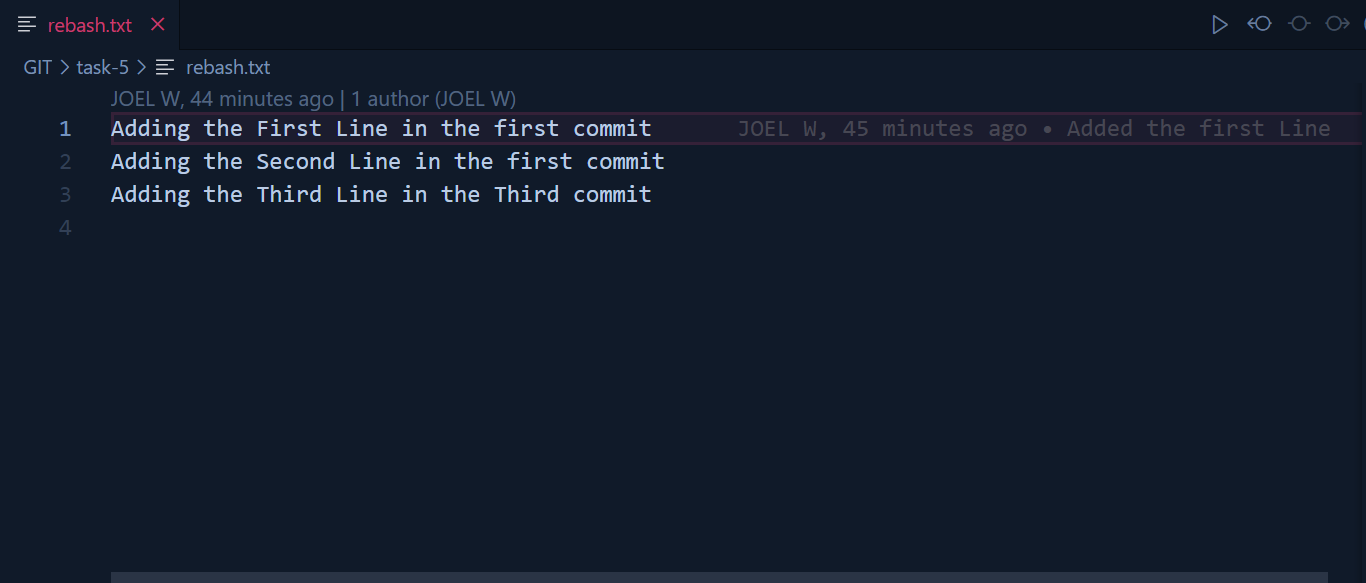 rebash.txt
GIT > task-5 > rebash.txt
JOEL W, 44 minutes ago | 1 author (JOEL W)
1 Adding the First Line in the first commit JOEL W, 45 minutes ago • Added the first Line
2 Adding the Second Line in the first commit
3 Adding the Third Line in the Third commit
4